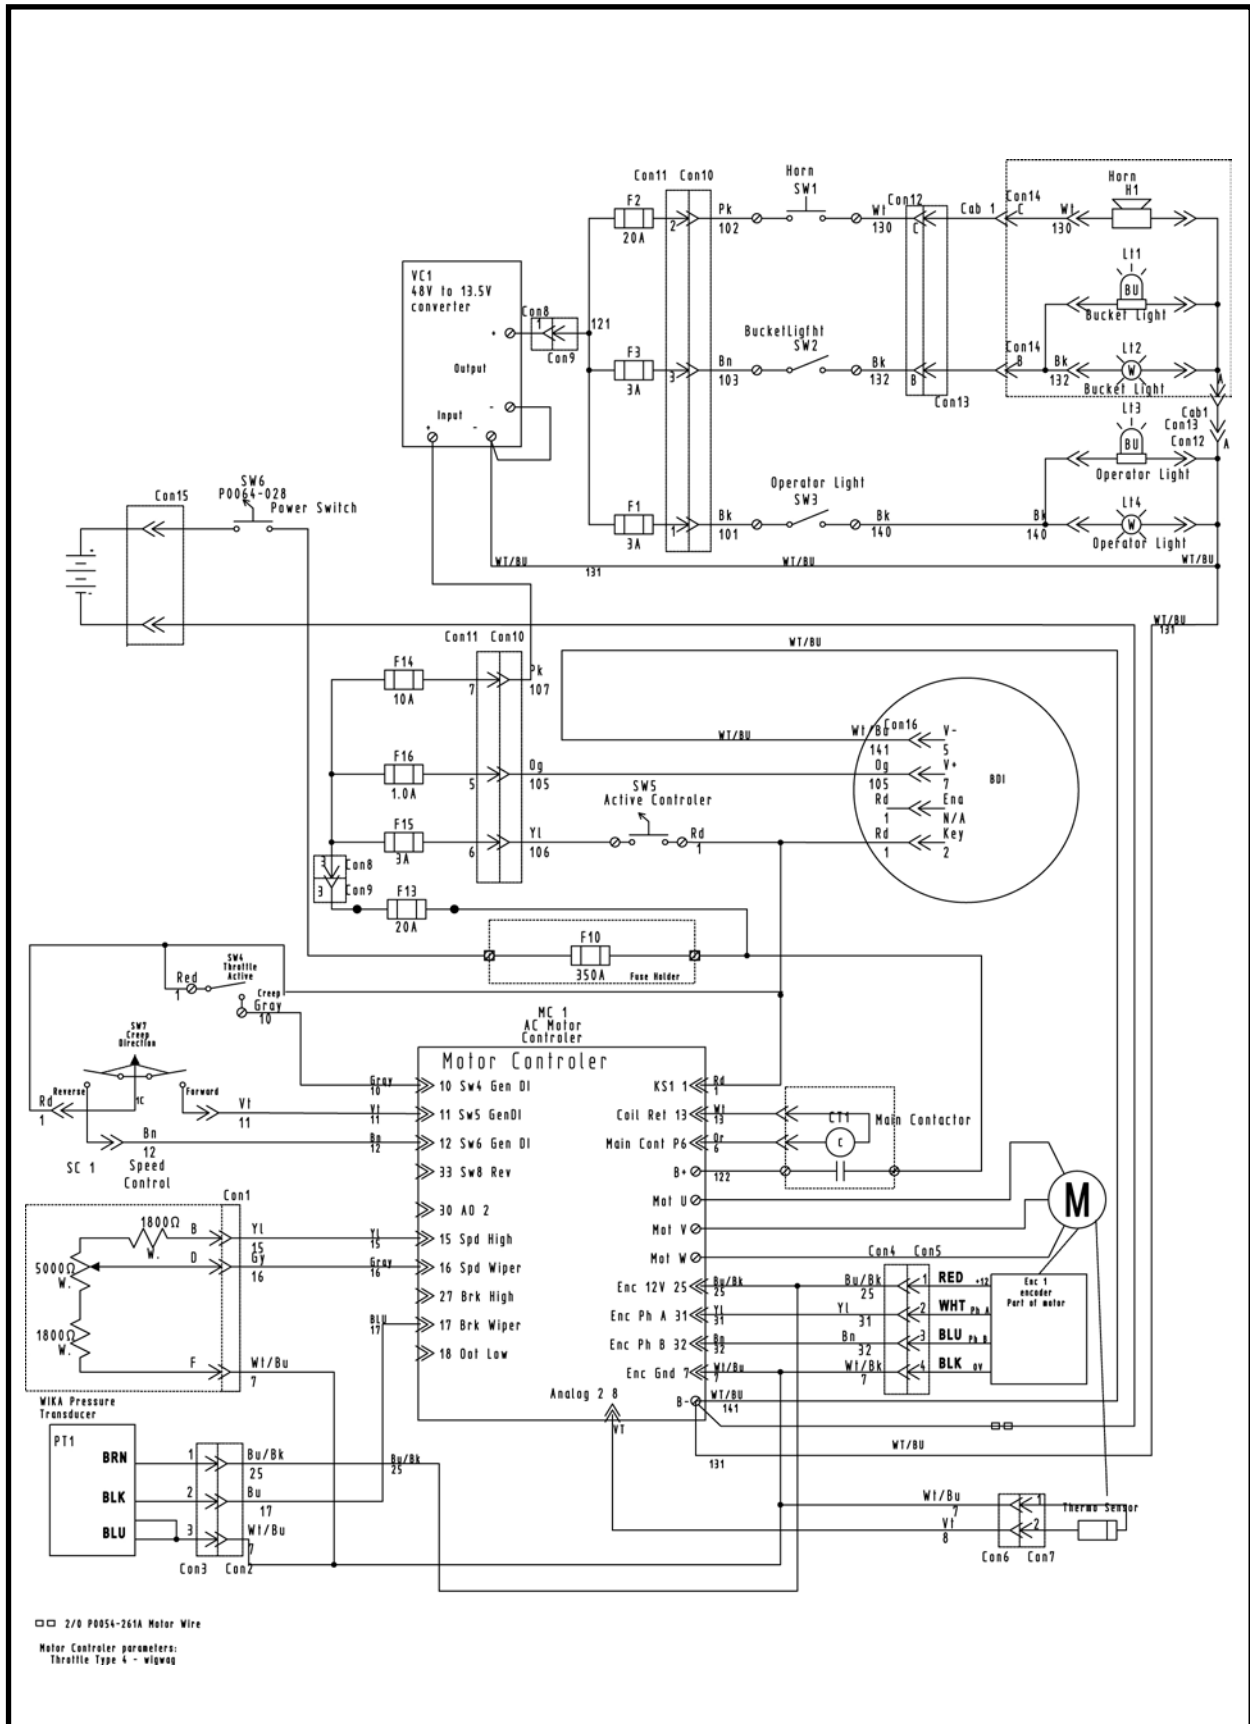 Horn
SW1
Con11 Con10
F2
20A
2
Pk
102
Wt
130
Con12
C
Cab 1
Con14
C
Wt
130
Horn
H1
Lt1
BU
Bucket Light
VC1
48V to 13.5V
converter
Con8
1
121
Con9
+
Output
-
Input
+
-
F3
3A
3
Bn
103
BucketLigfht
SW2
Bk
132
B
Con13
Con14
B
Bk
132
Lt2
W
Bucket Light
A
Cab1
Con13
Con12
A
Lt3
BU
Operator Light
F1
3A
1
Bk
101
Operator Light
SW3
Bk
140
Bk
140
Lt4
W
Operator Light
SW6
P0064-028
Power Switch
Con15
+
-
WT/BU
131
WT/BU
WT/BU
WT/BU
131
WT/BU
Con11 Con10
F14
10A
7
Pk
107
F16
1.0A
5
Og
105
F15
3A
6
Yl
106
SW5
Active Controler
Rd
1
WT/BU
Wt/Bu
141
Con16
V-
5
Og
105
V+
7
Rd
1
Ena
N/A
Rd
1
Key
2
BDI
3
Con8
3
Con9
F13
20A
F10
350A
Fuse Holder
SW4
Throttle
Active
Red
1
Creep
Gray
10
SW7
Creep
Direction
Reverse
Forward
1C
Rd
1
Vt
11
Bn
12
SC 1
Speed
Control
MC 1
AC Motor
Controler
Motor Controler
Gray
10
10 Sw4 Gen DI
Vt
11
11 Sw5 GenDI
Bn
12
12 Sw6 Gen DI
33 Sw8 Rev
30 AO 2
Yl
15
15 Spd High
Gray
16
16 Spd Wiper
27 Brk High
BLU
17
17 Brk Wiper
18 Oot Low
KS1 1
Rd
1
Coil Ret 13
Wt
13
Main Cont P6
Or
6
B+
122
Mot U
Mot V
Mot W
Enc 12V 25
Bu/Bk
25
Enc Ph A 31
Yl
31
Enc Ph B 32
Bn
32
Enc Gnd 7
Wt/Bu
7
Analog 2 8
VT
B-
WT/BU
141
CT1
C
Main Contactor
M
Con4 Con5
Bu/Bk
25
1
RED
+12
Yl
31
2
WHT
Ph A
Bn
32
3
BLU
Ph B
Wt/Bk
7
4
BLK
0V
Enc 1
encoder
Part of motor
Con1
1800Ω
W.
B
Yl
15
5000Ω
W.
D
Gy
16
1800Ω
W.
F
Wt/Bu
7
WIKA Pressure
Transducer
PT1
BRN
1
Bu/Bk
25
Bu/Bk
25
BLK
2
Bu
17
BLU
3
Wt/Bu
7
Con3 Con2
WT/BU
131
Wt/Bu
7
1
Vt
8
2
Thermo Sensor
Con6 Con7
2/0 P0054-261A Motor Wire
Motor Controler parameters:
Throttle Type 4 - wigwag